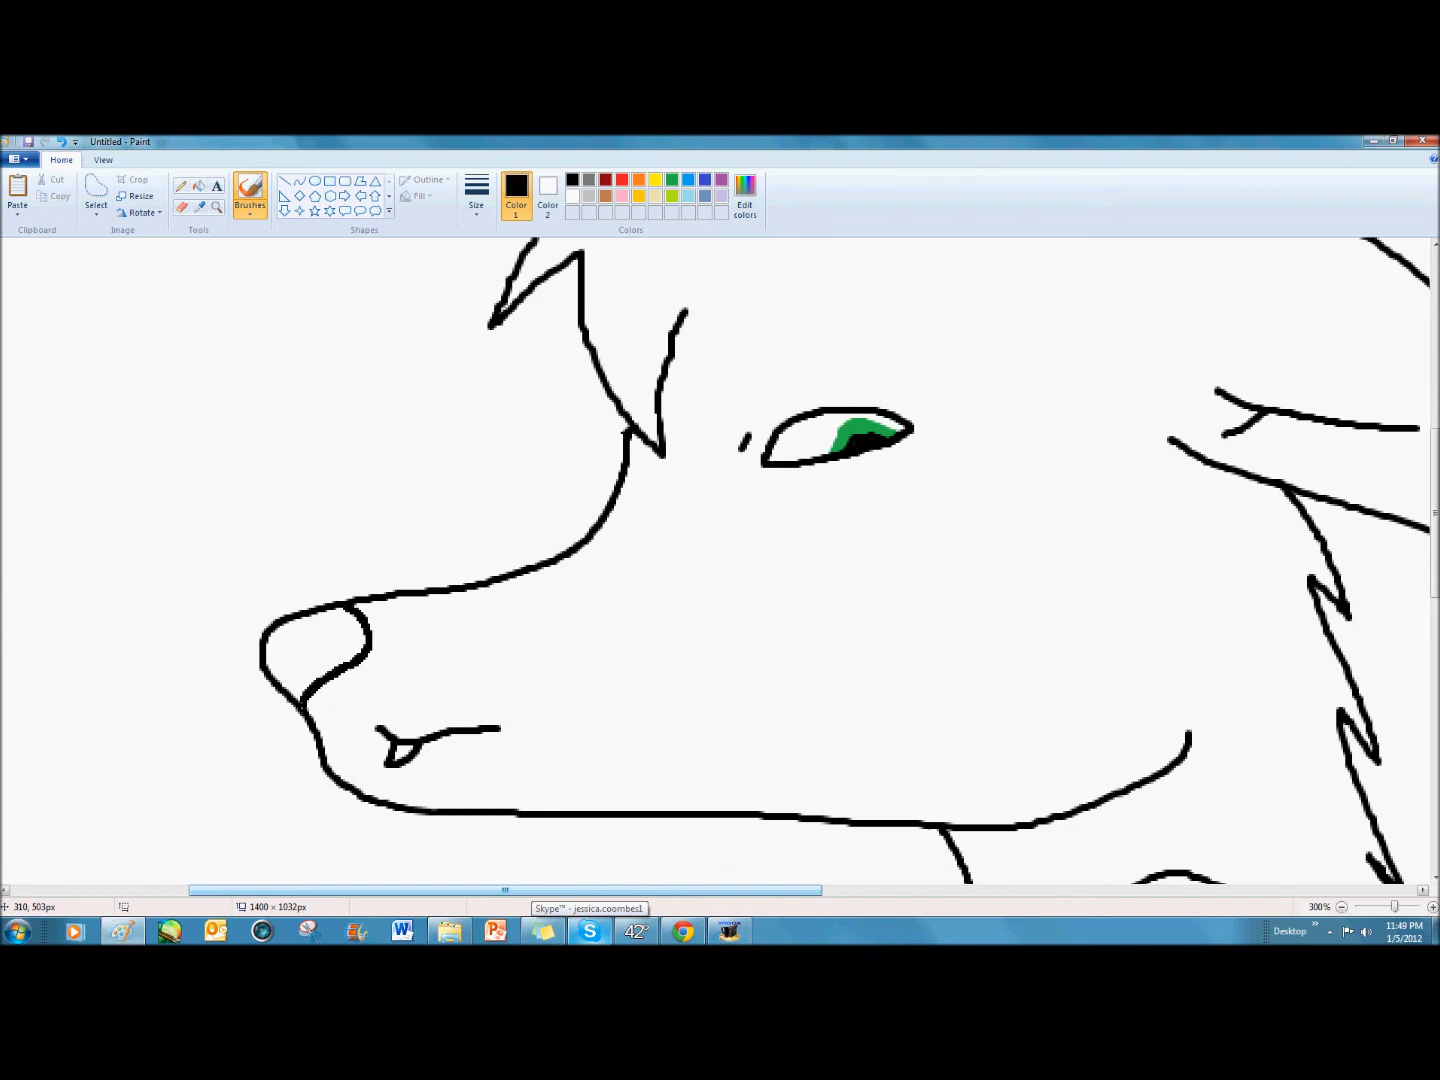 Untitled - Paint
Home View
Paste
Cut
Copy
Clipboard
Select
Crop
Resize
Rotate
Image
A
Tools
Brushes
Shapes
Outline
Fill
Size
Color 1
Color 2
Edit colors
Colors
310, 503px
1400 × 1032px
Skype™ - jessica.coombes1
300%
W
P
S
42°
Desktop
11:49 PM
1/5/2012